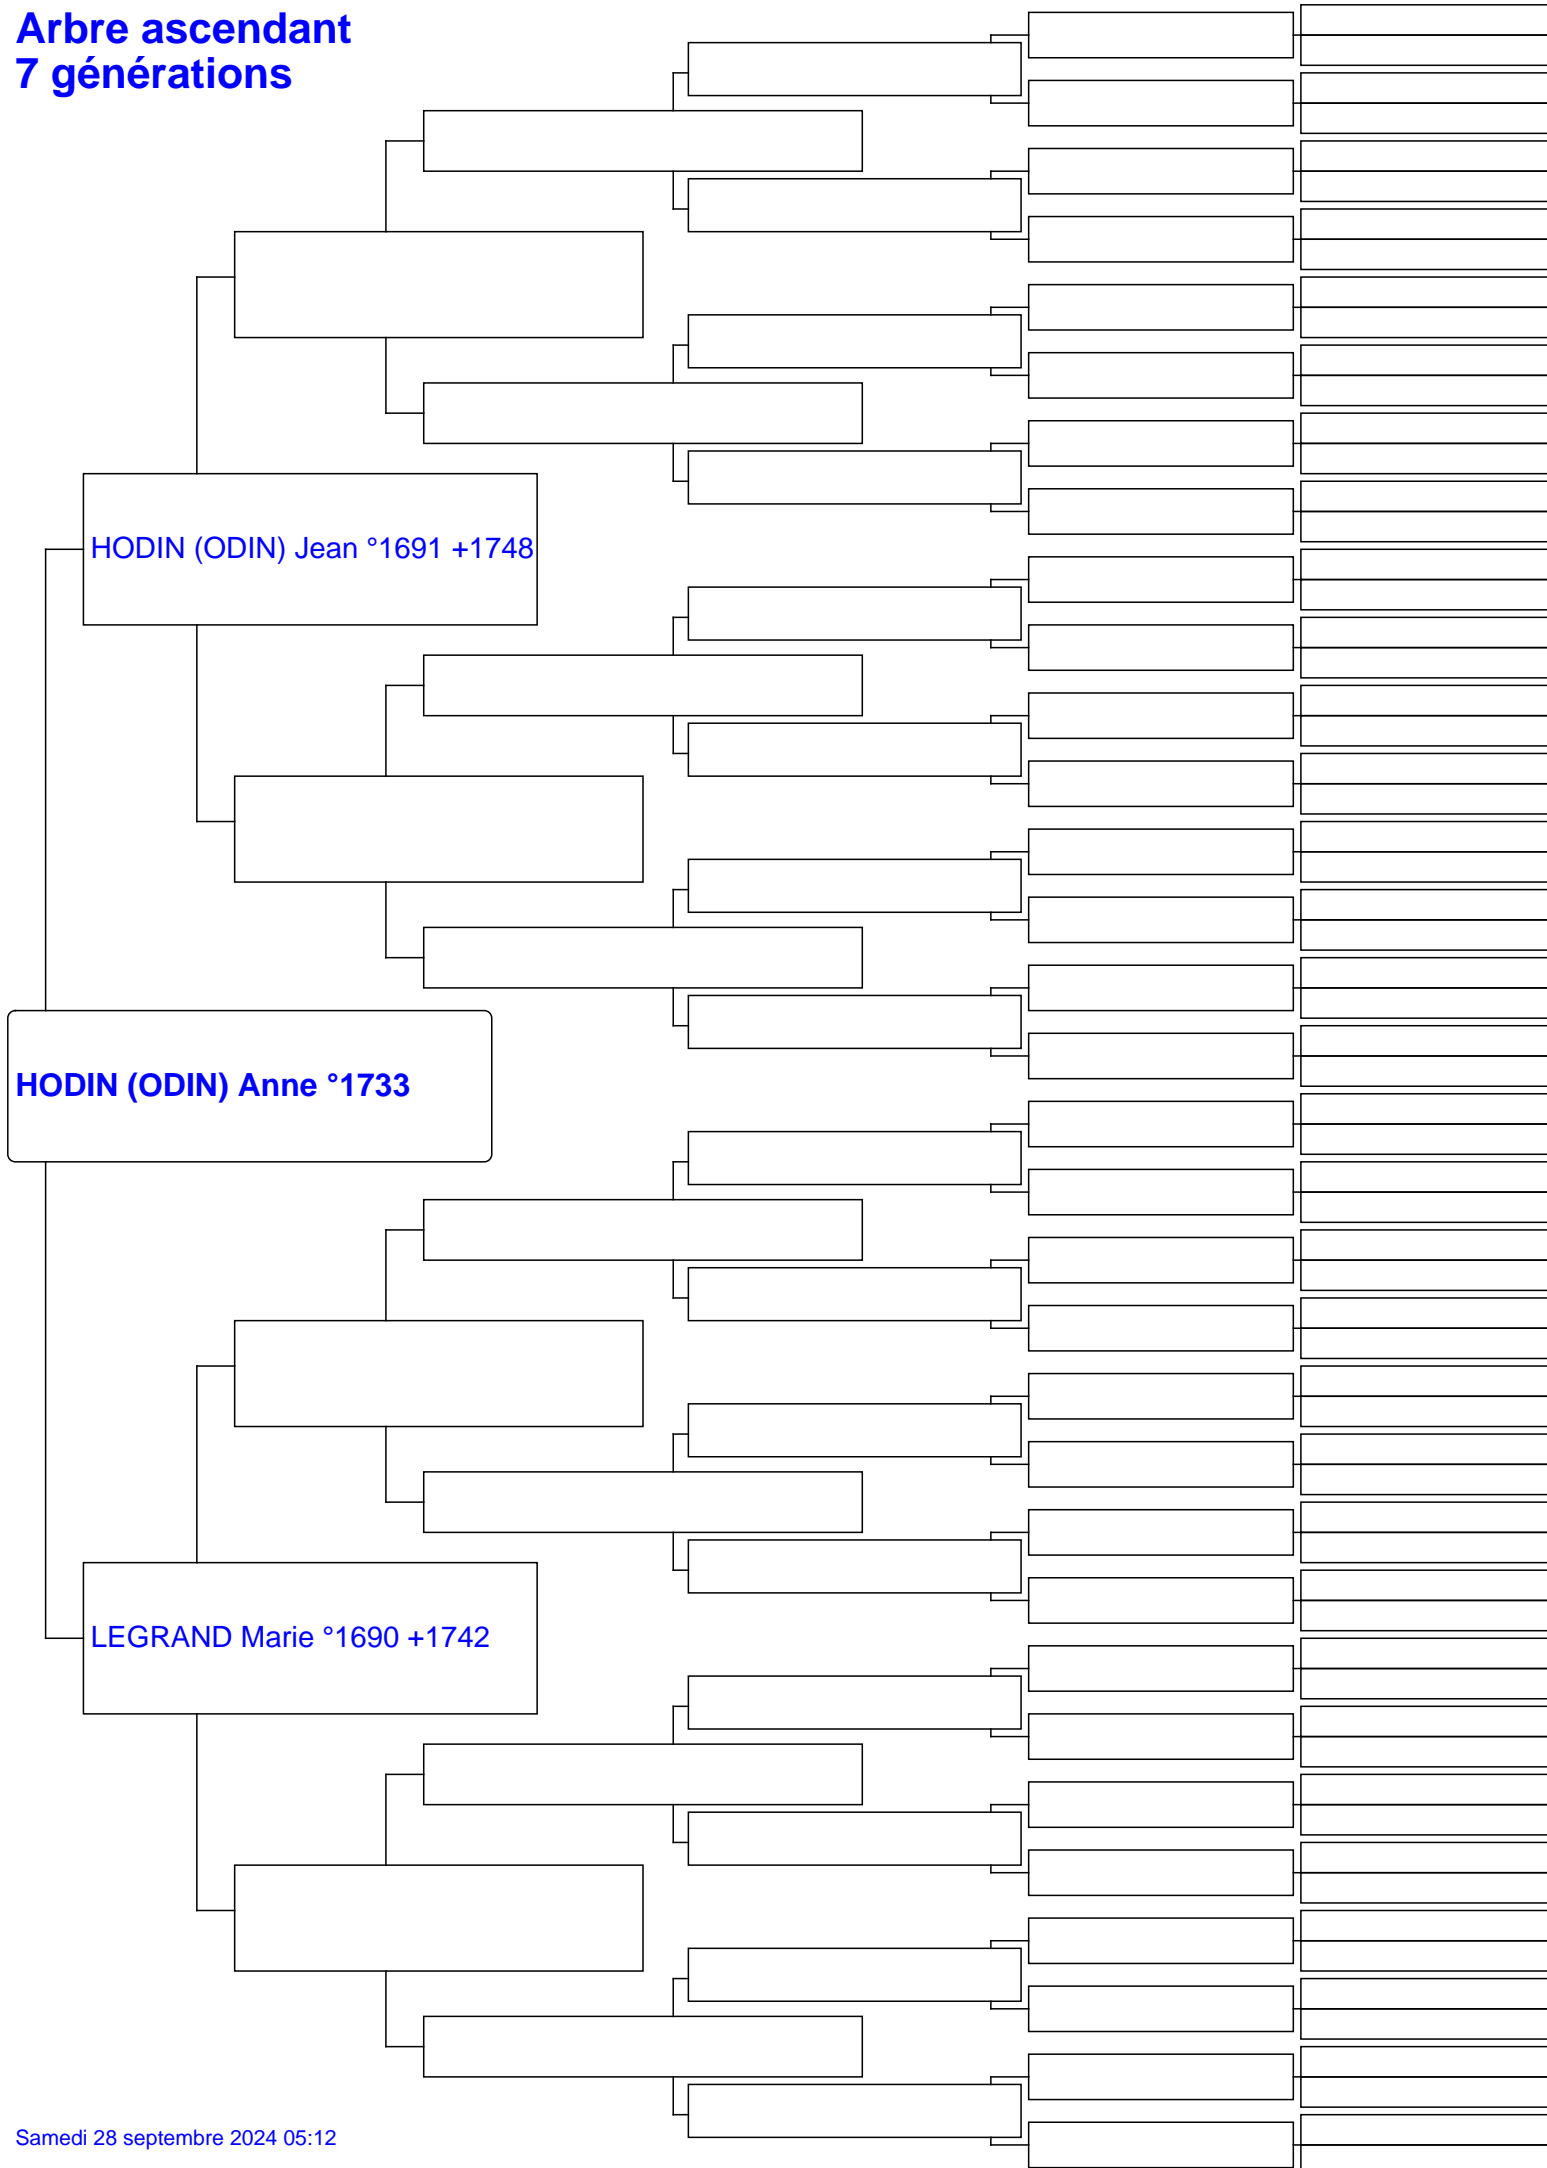 Arbre ascendant
7 générations
HODIN (ODIN) Jean °1691 +1748
HODIN (ODIN) Anne °1733
LEGRAND Marie °1690 +1742
Samedi 28 septembre 2024 05:12